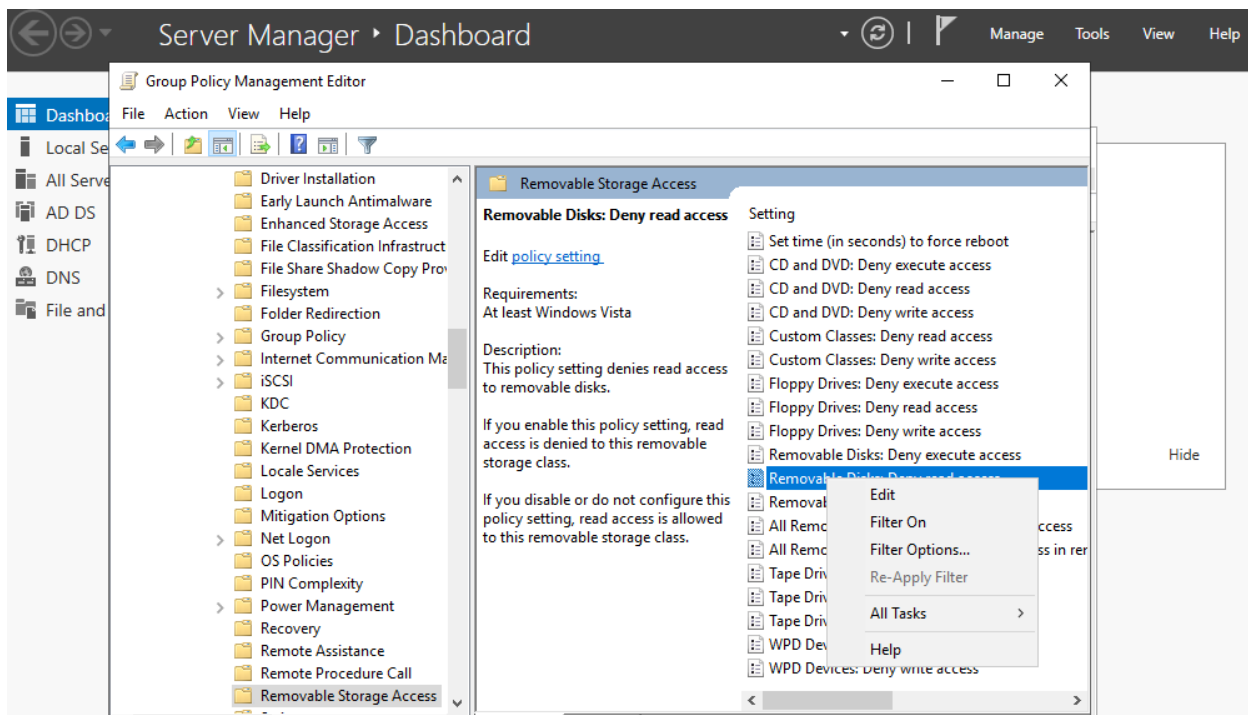 Server Manager ‣ Dashboard
Manage Tools View Help
Group Policy Management Editor
File Action View Help
Dashboa
Local Se
All Serve
AD DS
DHCP
DNS
File and
Driver Installation
Early Launch Antimalware
Enhanced Storage Access
File Classification Infrastruct
File Share Shadow Copy Prov
Filesystem
Folder Redirection
Group Policy
Internet Communication Ma
iSCSI
KDC
Kerberos
Kernel DMA Protection
Locale Services
Logon
Mitigation Options
Net Logon
OS Policies
PIN Complexity
Power Management
Recovery
Remote Assistance
Remote Procedure Call
Removable Storage Access
Removable Storage Access
Removable Disks: Deny read access
Edit policy setting
Requirements:
At least Windows Vista
Description:
This policy setting denies read access
to removable disks.
If you enable this policy setting, read
access is denied to this removable
storage class.
If you disable or do not configure this
policy setting, read access is allowed
to this removable storage class.
Setting
Set time (in seconds) to force reboot
CD and DVD: Deny execute access
CD and DVD: Deny read access
CD and DVD: Deny write access
Custom Classes: Deny read access
Custom Classes: Deny write access
Floppy Drives: Deny execute access
Floppy Drives: Deny read access
Floppy Drives: Deny write access
Removable Disks: Deny execute access
Removable Disks: Deny read access
Removab
All Remo ccess
All Remo ss in rer
Tape Driv
Tape Driv
Tape Driv
WPD Dev
WPD Devices: Deny write access
Edit
Filter On
Filter Options...
Re-Apply Filter
All Tasks
Help
Hide